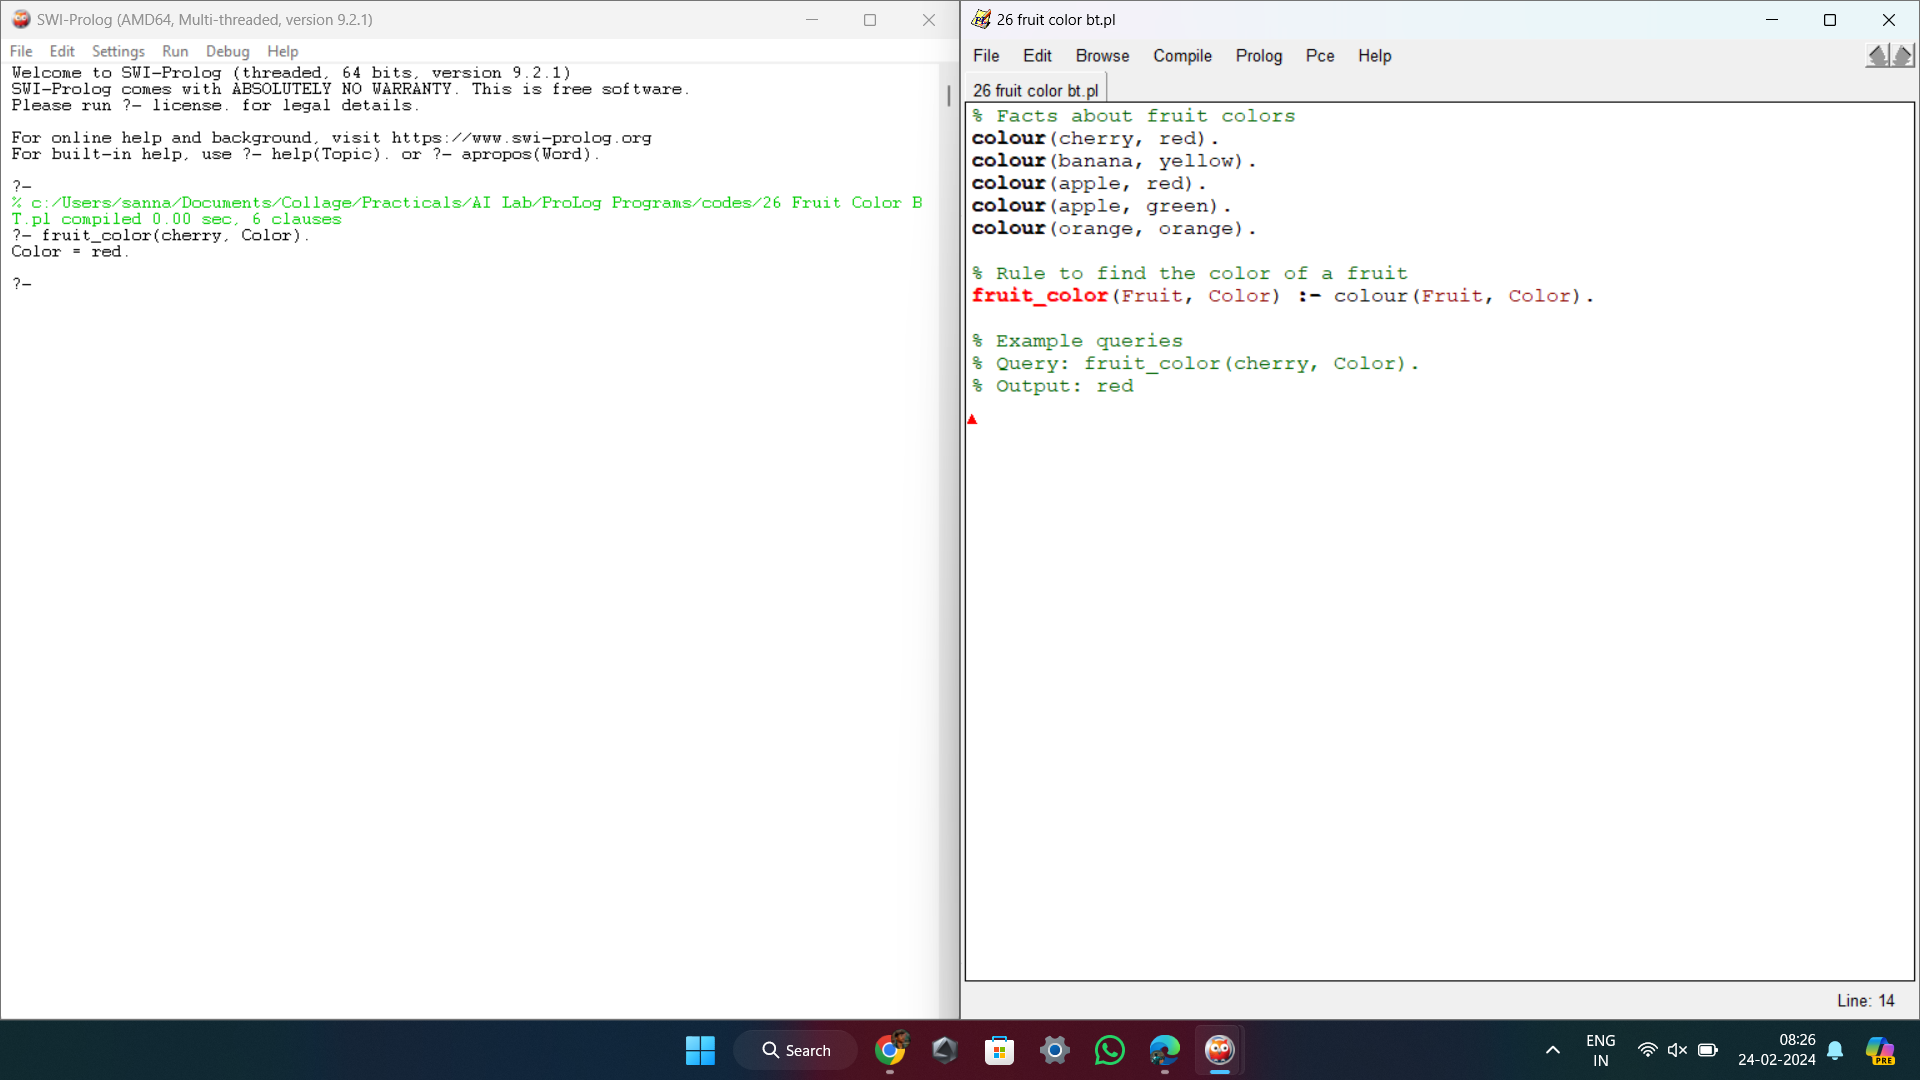 SWI-Prolog (AMD64, Multi-threaded, version 9.2.1)
File Edit Settings Run Debug Help
Welcome to SWI-Prolog (threaded, 64 bits, version 9.2.1)
SWI-Prolog comes with ABSOLUTELY NO WARRANTY. This is free software.
Please run ?- license. for legal details.
For online help and background, visit https://www.swi-prolog.org
For built-in help, use ?- help(Topic). or ?- apropos(Word).
?-
% c:/Users/sanna/Documents/Collage/Practicals/AI Lab/ProLog Programs/codes/26 Fruit Color B
T.pl compiled 0.00 sec, 6 clauses
?- fruit_color(cherry, Color).
Color = red.
?-
26 fruit color bt.pl
File Edit Browse Compile Prolog Pce Help
26 fruit color bt.pl
% Facts about fruit colors
colour(cherry, red).
colour(banana, yellow).
colour(apple, red).
colour(apple, green).
colour(orange, orange).
% Rule to find the color of a fruit
fruit_color(Fruit, Color) :- colour(Fruit, Color).
% Example queries
% Query: fruit_color(cherry, Color).
% Output: red
Line: 14
Search
ENG
IN
08:26
24-02-2024
PRE